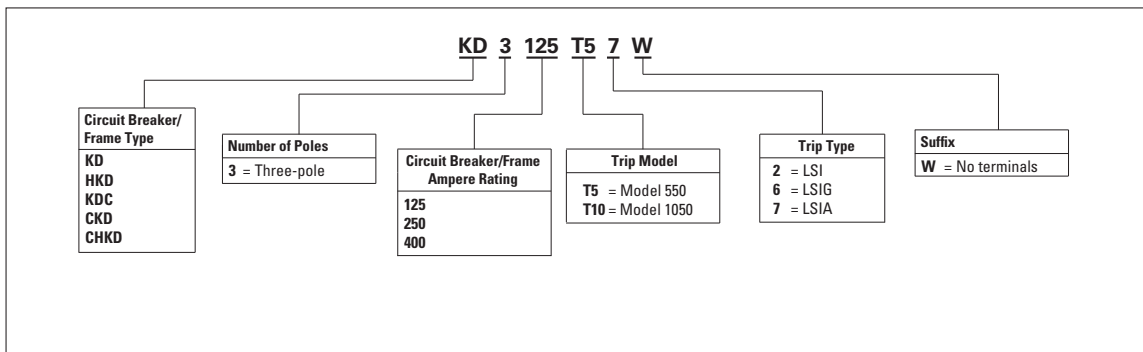 KD 3 125 T5 7 W
Circuit Breaker/
Frame Type
KD
HKD
KDC
CKD
CHKD
Number of Poles
3 = Three-pole
Circuit Breaker/Frame
Ampere Rating
125
250
400
Trip Model
T5 = Model 550
T10 = Model 1050
Trip Type
2 = LSI
6 = LSIG
7 = LSIA
Suffix
W = No terminals